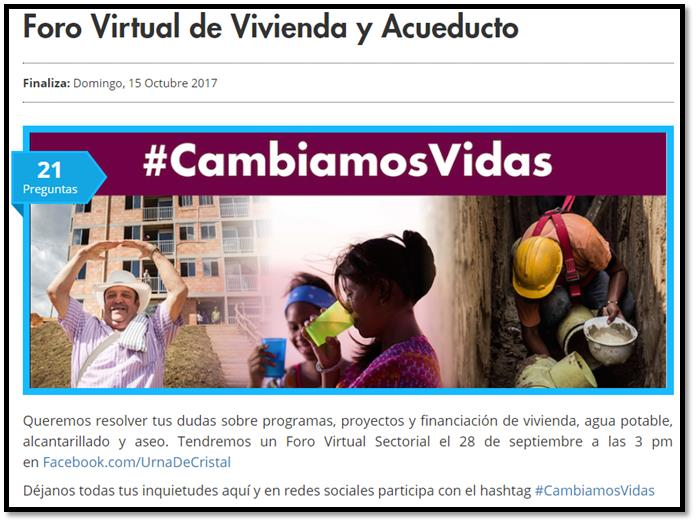 Foro Virtual de Vivienda y Acueducto
Finaliza: Domingo, 15 Octubre 2017
#CambiamosVidas
21
Preguntas
Queremos resolver tus dudas sobre programas, proyectos y financiación de vivienda, agua potable,
alcantarillado y aseo. Tendremos un Foro Virtual Sectorial el 28 de septiembre a las 3 pm
en Facebook.com/UrnaDeCristal
Déjanos todas tus inquietudes aquí y en redes sociales participa con el hashtag #CambiamosVidas